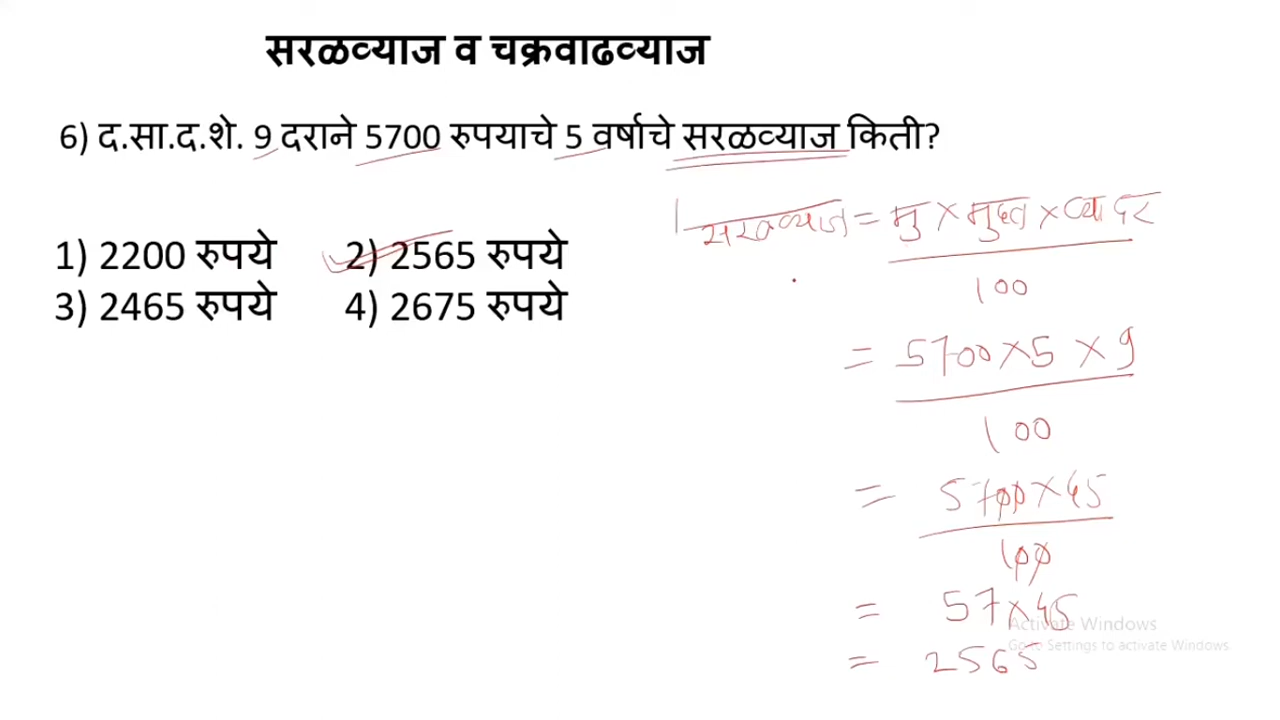 सरळव्याज व चक्रवाढव्याज
6) द.सा.द.शे. 9 दराने 5700 रुपयाचे 5 वर्षाचे सरळव्याज किती?
1) 2200 रुपये 2) 2565 रुपये
3) 2465 रुपये 4) 2675 रुपये
सरळव्याज = मु × मुदत × व्या दर
100
= 5700 × 5 × 9
100
= 5700 × 45
100
= 57 × 45
= 2565
Activate Windows
Go to Settings to activate Windows.